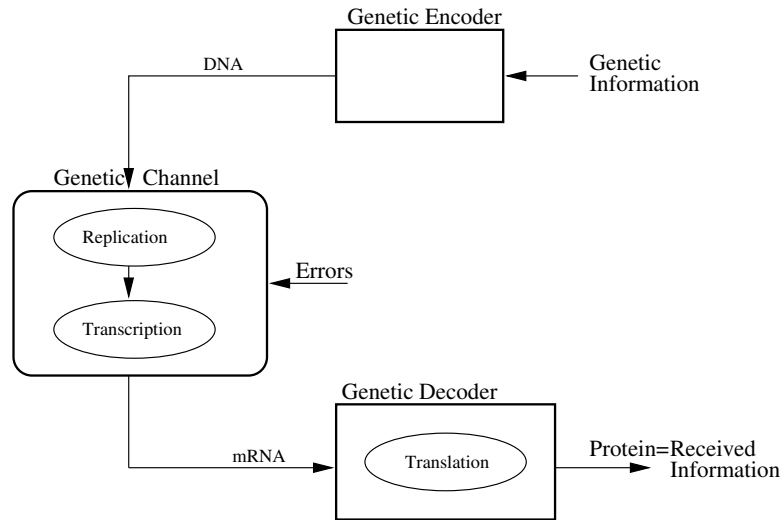 Genetic Encoder
DNA
Genetic
Information
Genetic Channel
Replication
Errors
Transcription
Genetic Decoder
mRNA
Translation
Protein=Received
Information